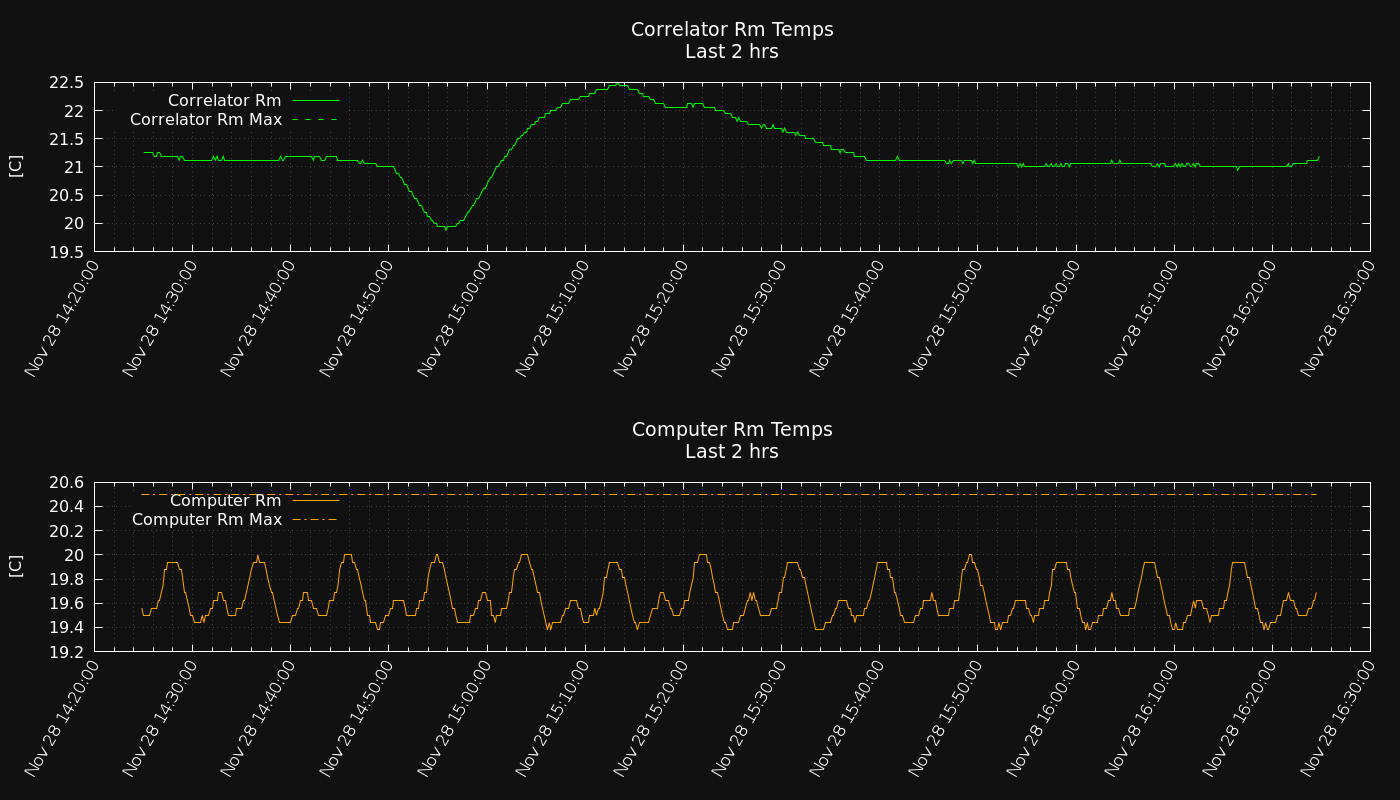 Correlator Rm Temps
Last 2 hrs
22.5
22
21.5
21
20.5
20
19.5
[C]
Correlator Rm
Correlator Rm Max
Nov 28 14:20:00
Nov 28 14:30:00
Nov 28 14:40:00
Nov 28 14:50:00
Nov 28 15:00:00
Nov 28 15:10:00
Nov 28 15:20:00
Nov 28 15:30:00
Nov 28 15:40:00
Nov 28 15:50:00
Nov 28 16:00:00
Nov 28 16:10:00
Nov 28 16:20:00
Nov 28 16:30:00
Computer Rm Temps
Last 2 hrs
20.6
20.4
20.2
20
19.8
19.6
19.4
19.2
[C]
Computer Rm
Computer Rm Max
Nov 28 14:20:00
Nov 28 14:30:00
Nov 28 14:40:00
Nov 28 14:50:00
Nov 28 15:00:00
Nov 28 15:10:00
Nov 28 15:20:00
Nov 28 15:30:00
Nov 28 15:40:00
Nov 28 15:50:00
Nov 28 16:00:00
Nov 28 16:10:00
Nov 28 16:20:00
Nov 28 16:30:00